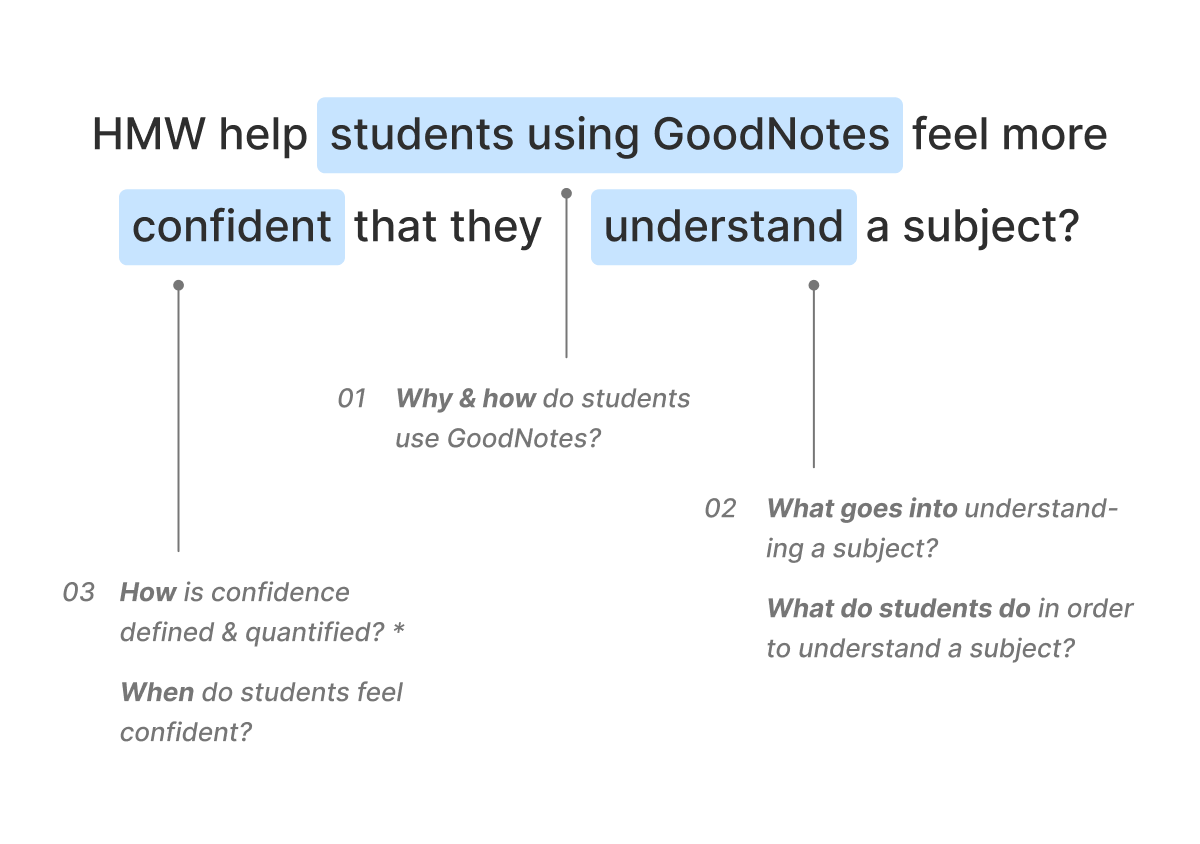 HMW help students using GoodNotes feel more
confident that they understand a subject?
01 Why & how do students
use GoodNotes?
02 What goes into understand-
ing a subject?
What do students do in order
to understand a subject?
03 How is confidence
defined & quantified? *
When do students feel
confident?